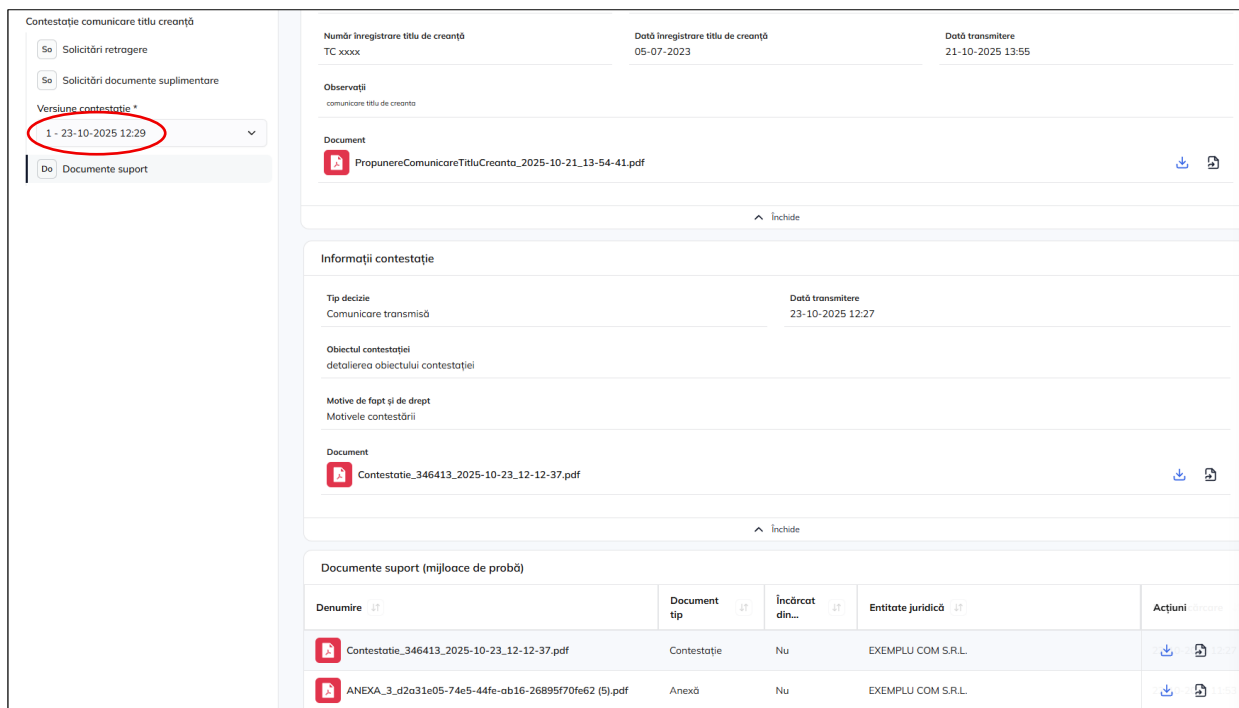 Contestație comunicare titlu creanță
So Solicitări retragere
So Solicitări documente suplimentare
Versiune contestație *
1 - 23-10-2025 12:29
Do Documente suport
Număr înregistrare titlu de creanță
TC xxxx
Dată înregistrare titlu de creanță
05-07-2023
Dată transmitere
21-10-2025 13:55
Observații
comunicare titlu de creanta
Document
PropunereComunicareTitluCreanta_2025-10-21_13-54-41.pdf
Închide
Informații contestație
Tip decizie
Comunicare transmisă
Dată transmitere
23-10-2025 12:27
Obiectul contestației
detalierea obiectului contestației
Motive de fapt și de drept
Motivele contestării
Document
Contestatie_346413_2025-10-23_12-12-37.pdf
Închide
Documente suport (mijloace de probă)
Denumire
Document tip
Încărcat din...
Entitate juridică
Acțiuni
Contestatie_346413_2025-10-23_12-12-37.pdf Contestație Nu EXEMPLU COM S.R.L.
ANEXA_3_d2a31e05-74e5-44fe-ab16-26895f70fe62 (5).pdf Anexă Nu EXEMPLU COM S.R.L.